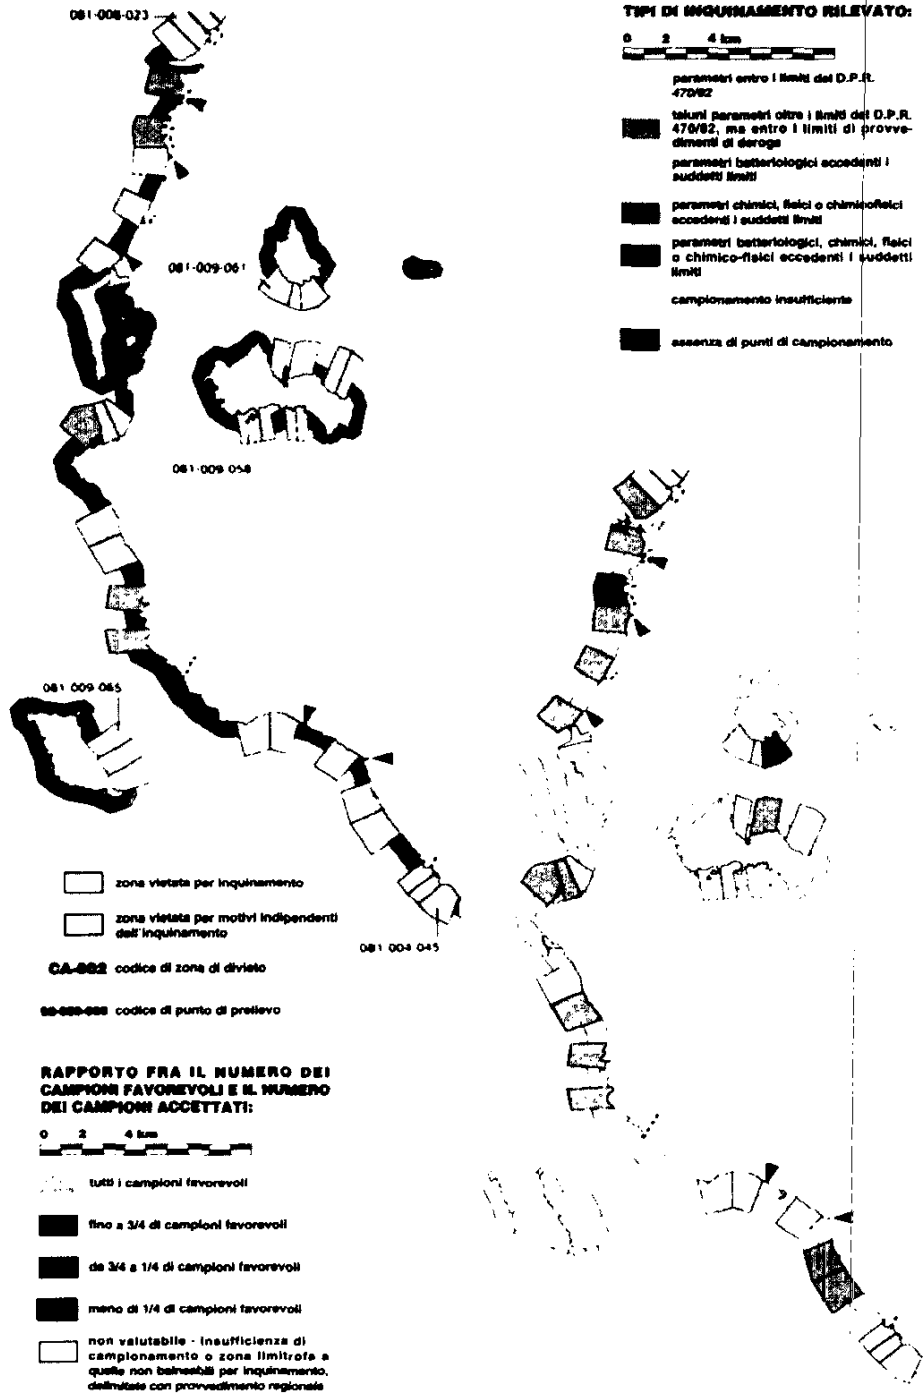 081-008-023
TIPI DI INQUINAMENTO RILEVATO:
0 2 4 km
parametri entro i limiti del D.P.R.
470/82
taluni parametri oltre i limiti del D.P.R.
470/82, ma entro i limiti di provve-
dimenti di deroga
parametri batteriologici accedenti i
suddetti limiti
parametri chimici, fisici o chimicofisici
eccedenti i suddetti limiti
parametri batteriologici, chimici, fisici
o chimico-fisici eccedenti i suddetti
limiti
campionamento insufficiente
assenza di punti di campionamento
081-009-061
081-009-058
081-009-065
zona vietata per inquinamento
zona vietata per motivi indipendenti
dell'inquinamento
081-004-045
CA-002 codice di zona di divieto
codice di punto di prelievo
RAPPORTO FRA IL NUMERO DEI
CAMPIONI FAVOREVOLI E IL NUMERO
DEI CAMPIONI ACCETTATI:
0 2 4 km
tutti i campioni favorevoli
fino a 3/4 di campioni favorevoli
da 3/4 a 1/4 di campioni favorevoli
meno di 1/4 di campioni favorevoli
non valutabile - insufficienza di
campionamento o zona limitrofa a
quelle non balneabili per inquinamento,
delimitate con provvedimento regionale